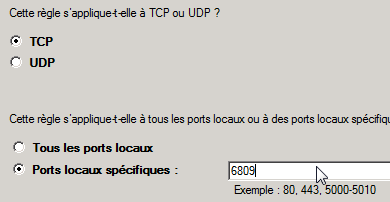 Cette règle s'applique-t-elle à TCP ou UDP ?
TCP
UDP
Cette règle s'applique-t-elle à tous les ports locaux ou à des ports locaux spécifiqu
Tous les ports locaux
Ports locaux spécifiques :
6809
Exemple : 80, 443, 5000-5010